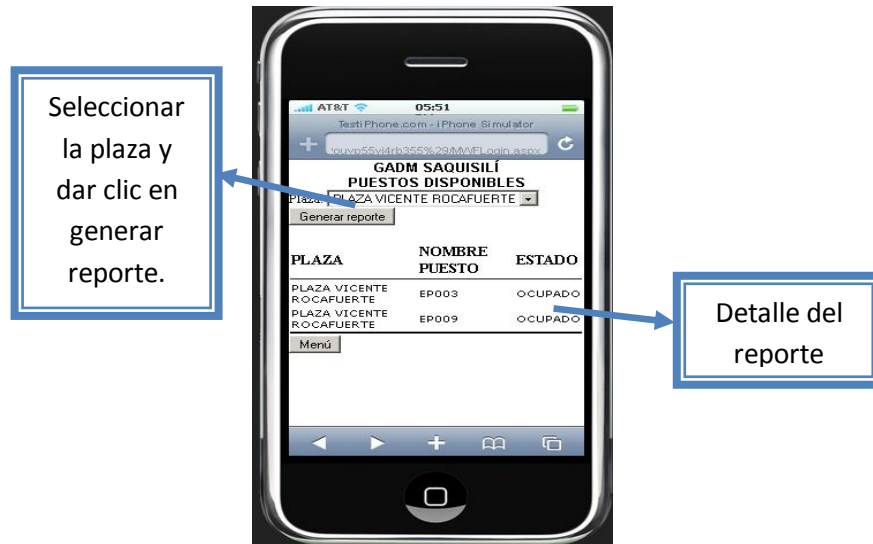 Seleccionar
la plaza y
dar clic en
generar
reporte.
AT&T 05:51
TestiPhone.com - iPhone Simulator
GADM SAQUISILÍ
PUESTOS DISPONIBLES
Plaza: PLAZA VICENTE ROCAFUERTE
Generar reporte
PLAZA NOMBRE PUESTO ESTADO
PLAZA VICENTE ROCAFUERTE EP003 OCUPADO
PLAZA VICENTE ROCAFUERTE EP009 OCUPADO
Menú
Detalle del
reporte